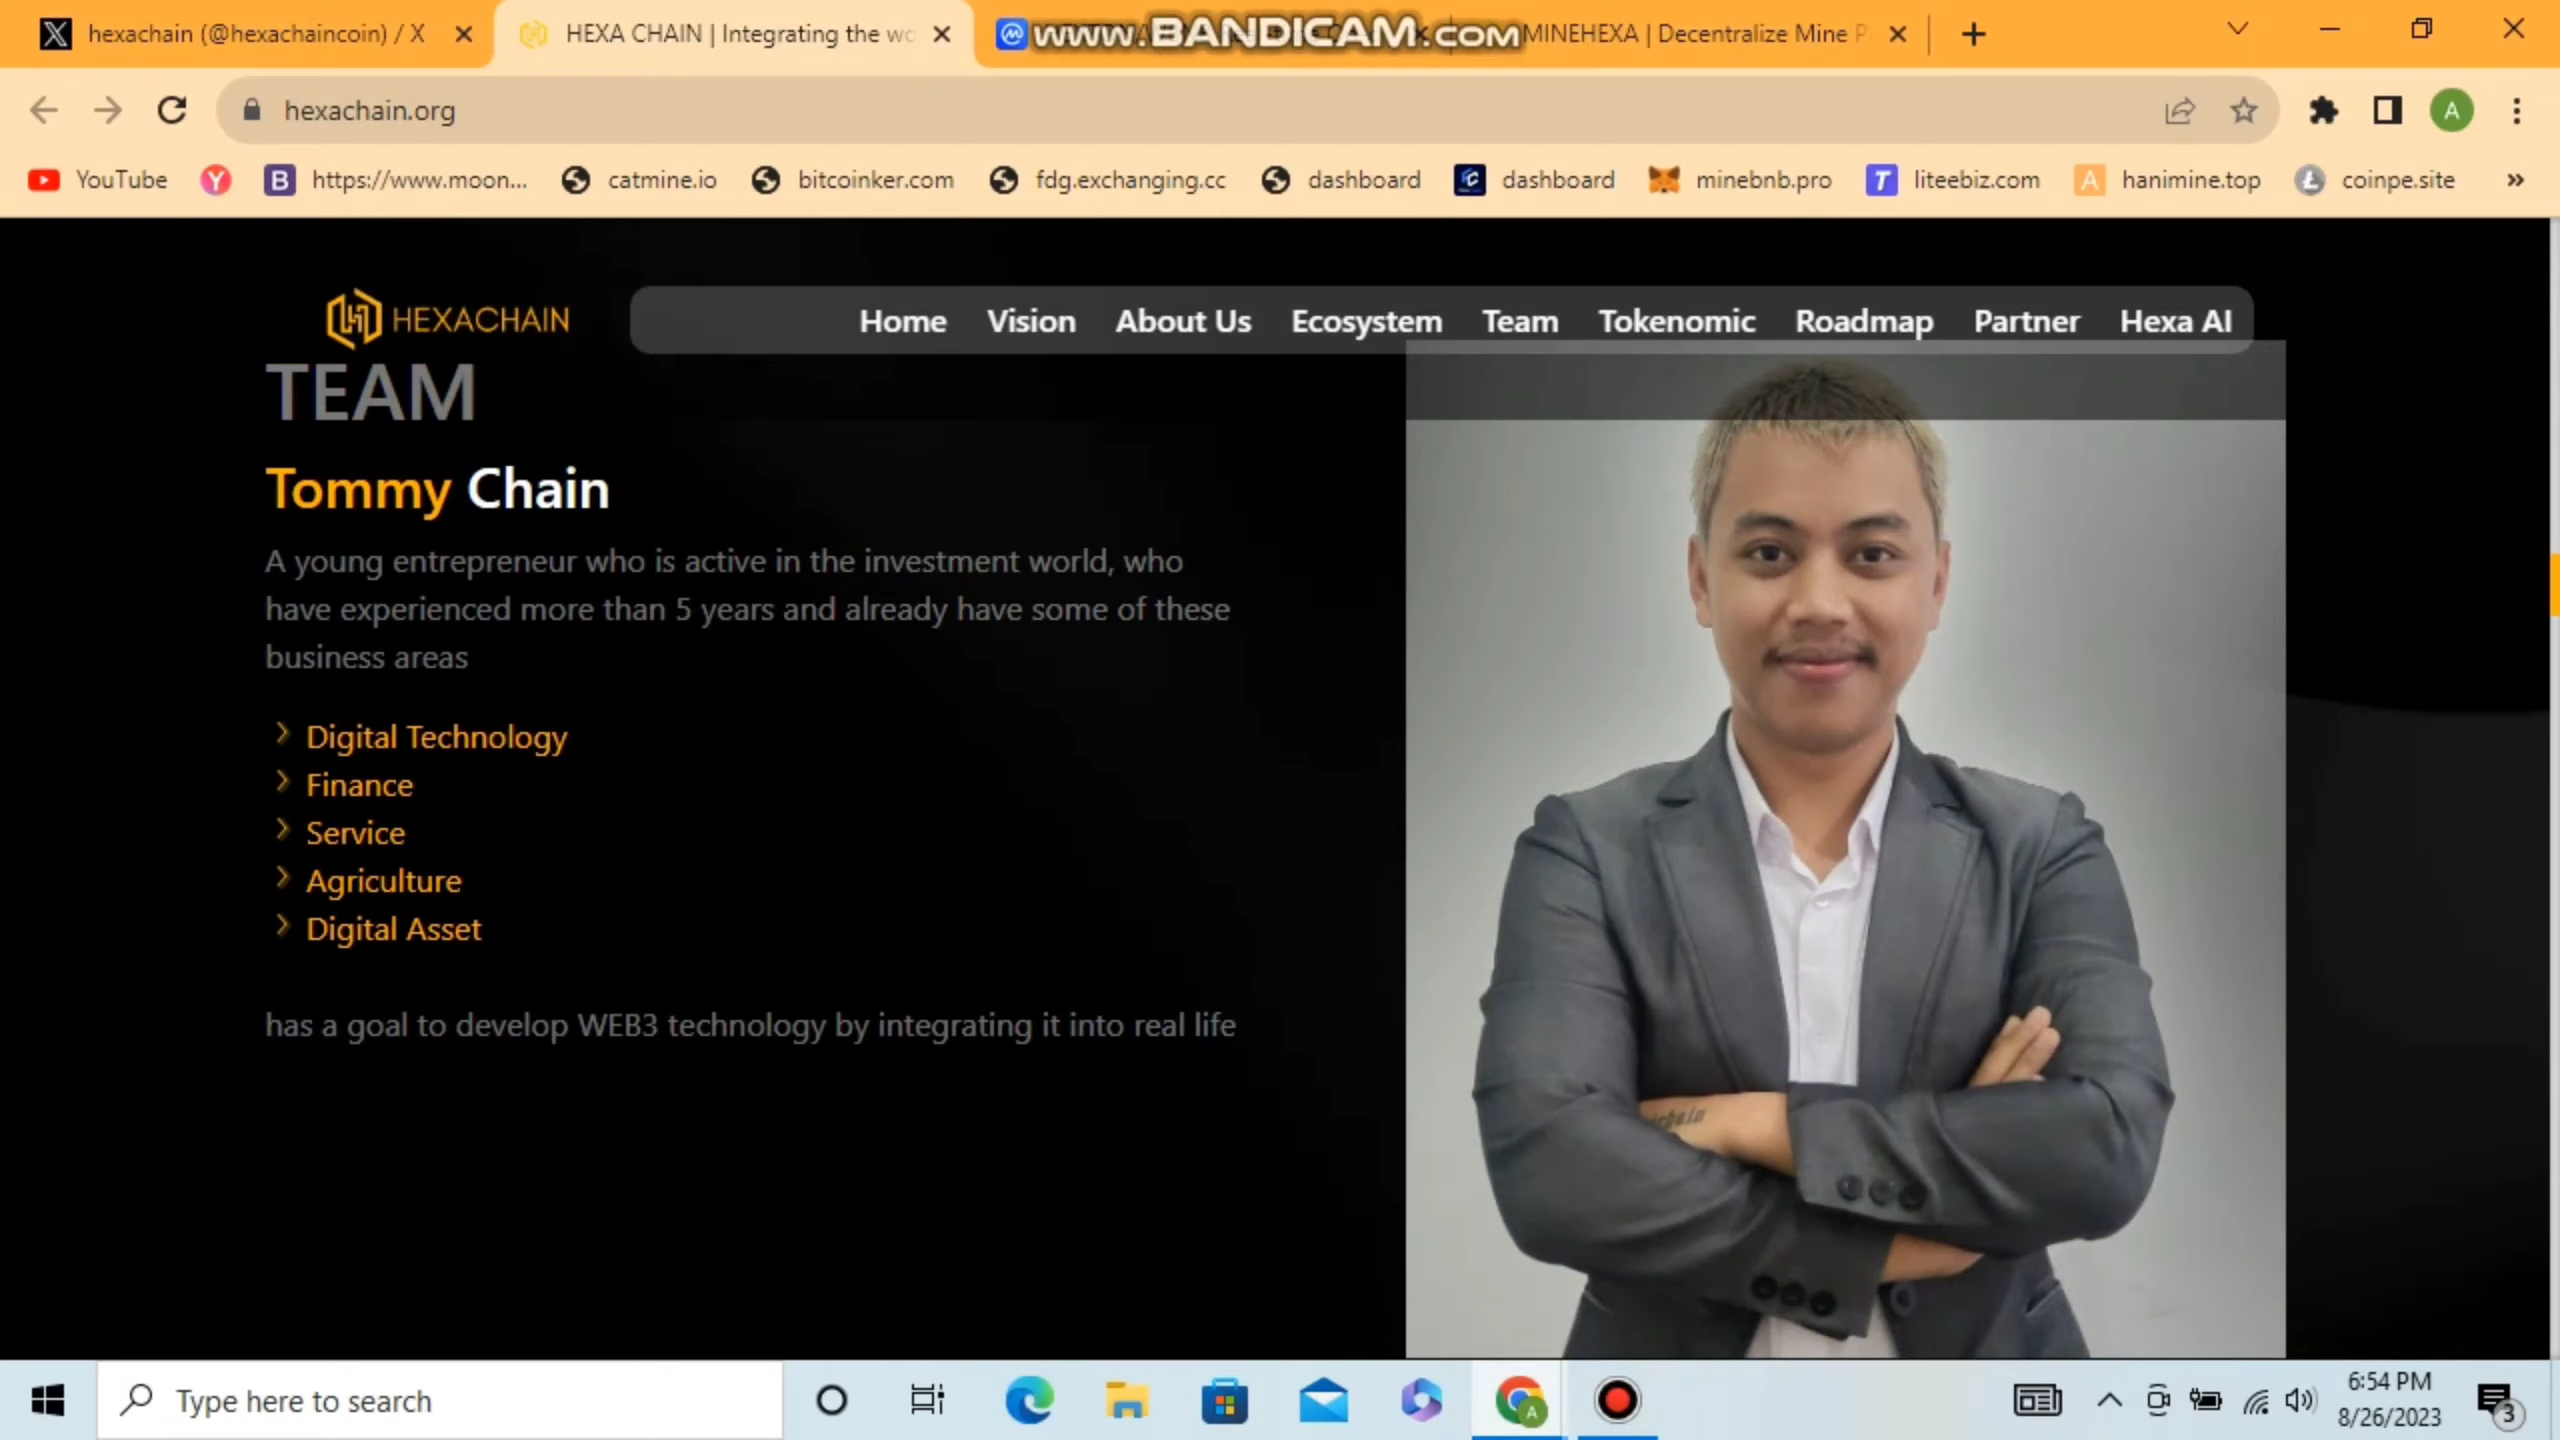 hexachain (@hexachaincoin) / X
HEXA CHAIN | Integrating the wo
www.BANDICAM.com
MINEHEXA | Decentralize Mine P
hexachain.org
A
YouTube
https://www.moon...
catmine.io
bitcoinker.com
fdg.exchanging.cc
dashboard
dashboard
minebnb.pro
liteebiz.com
hanimine.top
coinpe.site
HEXACHAIN
Home
Vision
About Us
Ecosystem
Team
Tokenomic
Roadmap
Partner
Hexa AI
TEAM
Tommy Chain
A young entrepreneur who is active in the investment world, who
have experienced more than 5 years and already have some of these
business areas
Digital Technology
Finance
Service
Agriculture
Digital Asset
has a goal to develop WEB3 technology by integrating it into real life
Type here to search
6:54 PM
8/26/2023
3